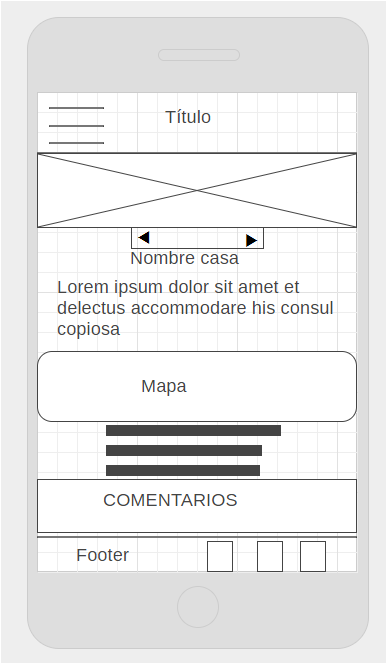 Título
Nombre casa
Lorem ipsum dolor sit amet et
delectus accommodare his consul
copiosa
Mapa
COMENTARIOS
Footer